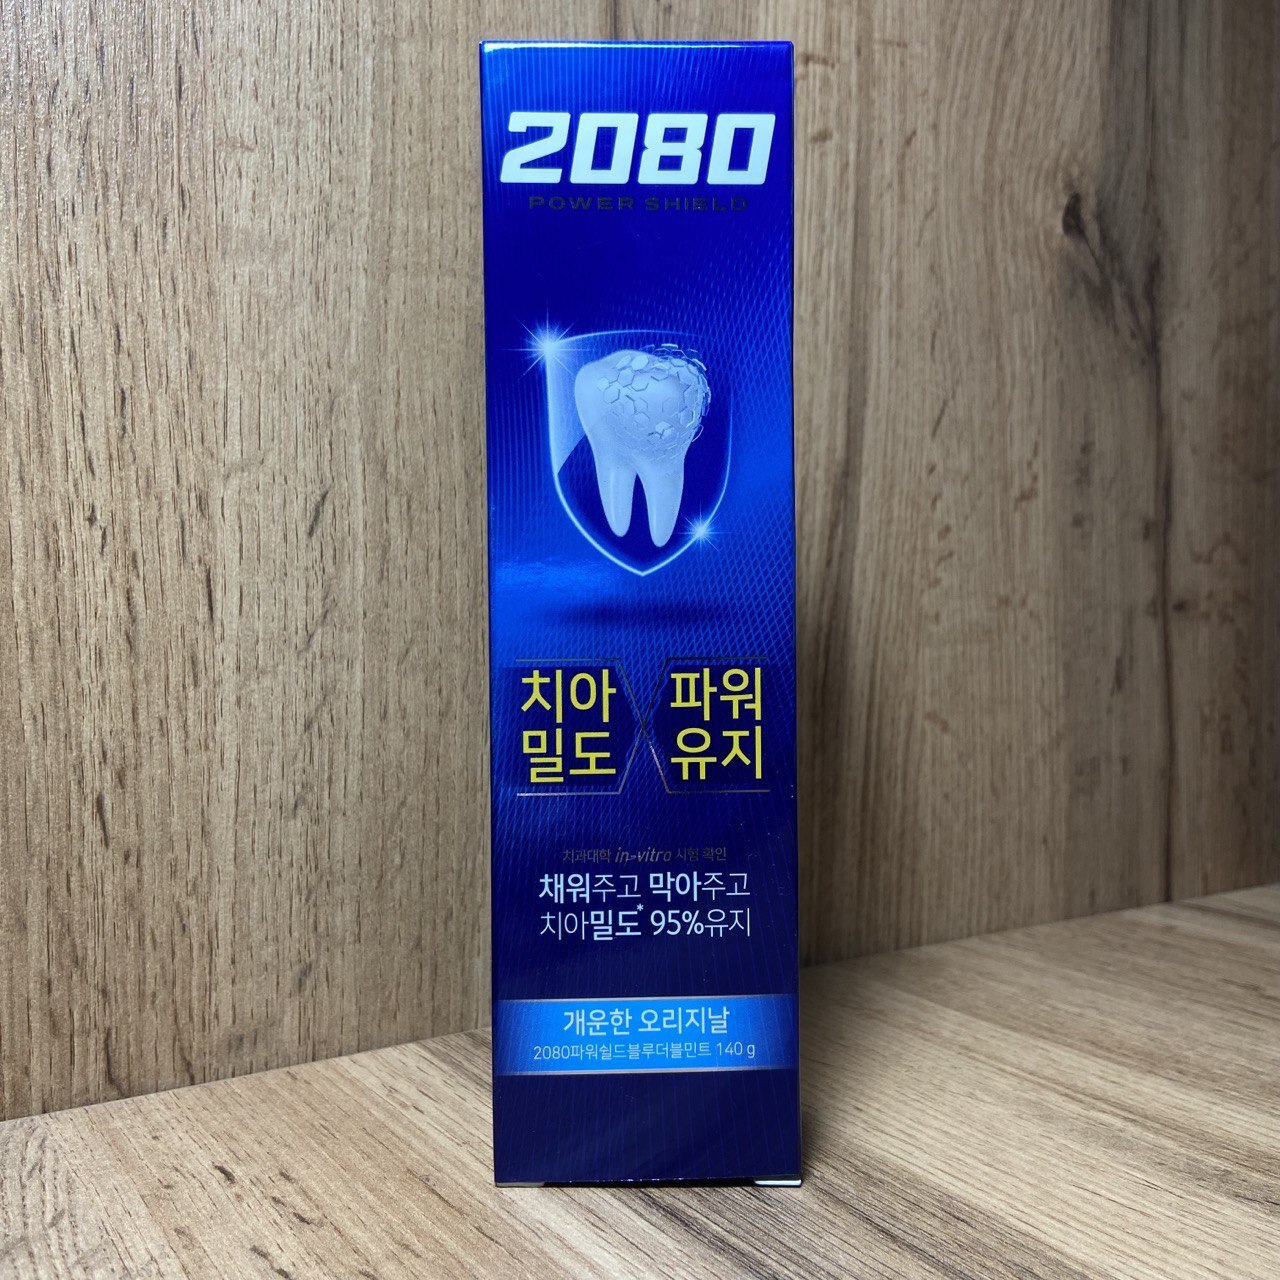 2080
POWER SHIELD
치아 파워
밀도 유지
치과대학 in-vitro 시험 확인
채워주고 막아주고
치아밀도* 95%유지
개운한 오리지날
2080파워쉴드블루더블민트 140 g